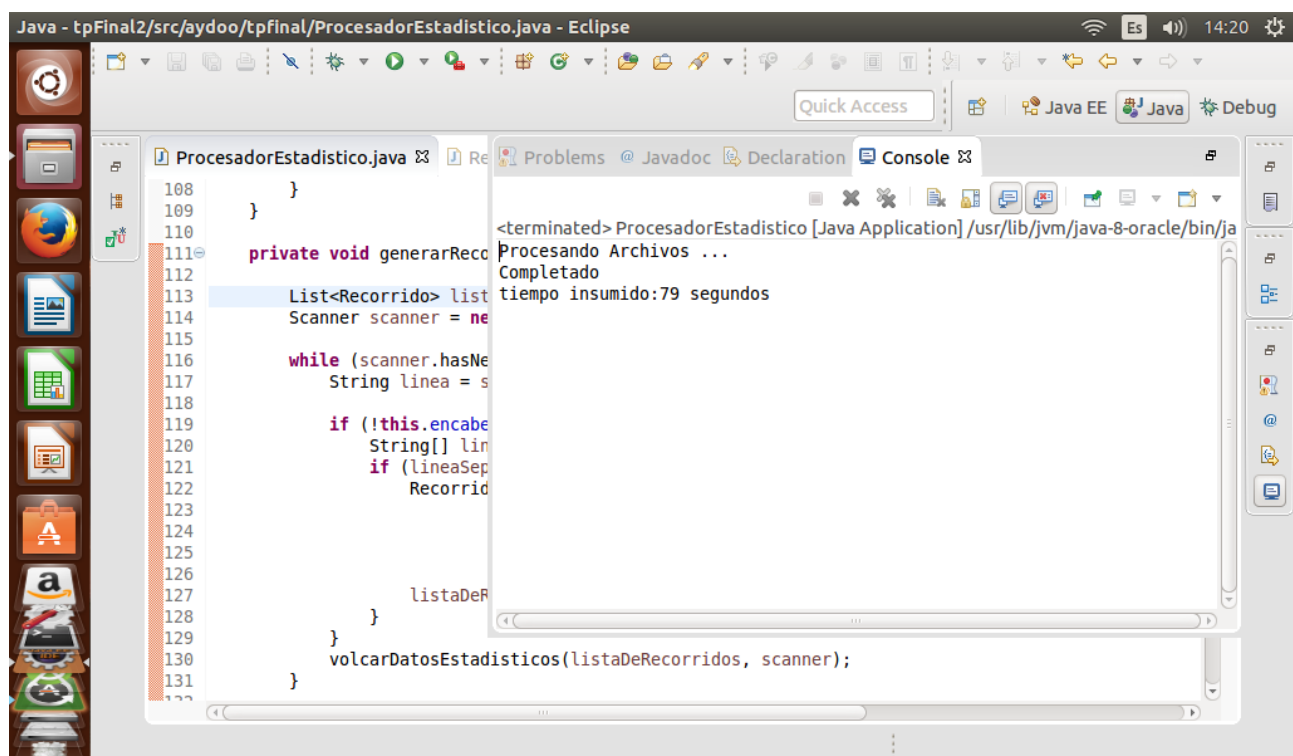 Java - tpFinal2/src/aydoo/tpfinal/ProcesadorEstadistico.java - Eclipse
Es
14:20
Quick Access
Java EE
Java
Debug
ProcesadorEstadistico.java
Re
Problems
@ Javadoc
Declaration
Console
<terminated> ProcesadorEstadistico [Java Application] /usr/lib/jvm/java-8-oracle/bin/ja
Procesando Archivos ...
Completado
tiempo insumido:79 segundos
108 }
109 }
110
111 private void generarReco
112
113 List<Recorrido> list
114 Scanner scanner = ne
115
116 while (scanner.hasNe
117 String linea = s
118
119 if (!this.encabe
120 String[] lin
121 if (lineaSep
122 Recorrid
123
124
125
126
127 listaDeR
128 }
129 }
130 volcarDatosEstadisticos(listaDeRecorridos, scanner);
131 }